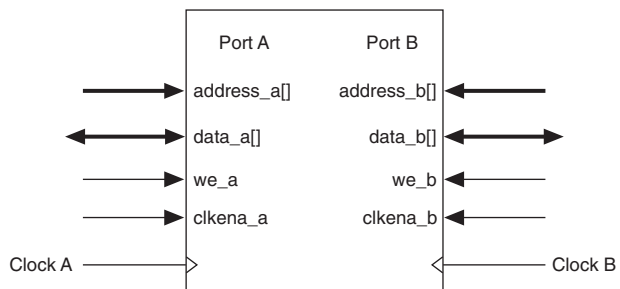 Port A Port B
address_a[] address_b[]
data_a[] data_b[]
we_a we_b
clkena_a clkena_b
Clock A Clock B